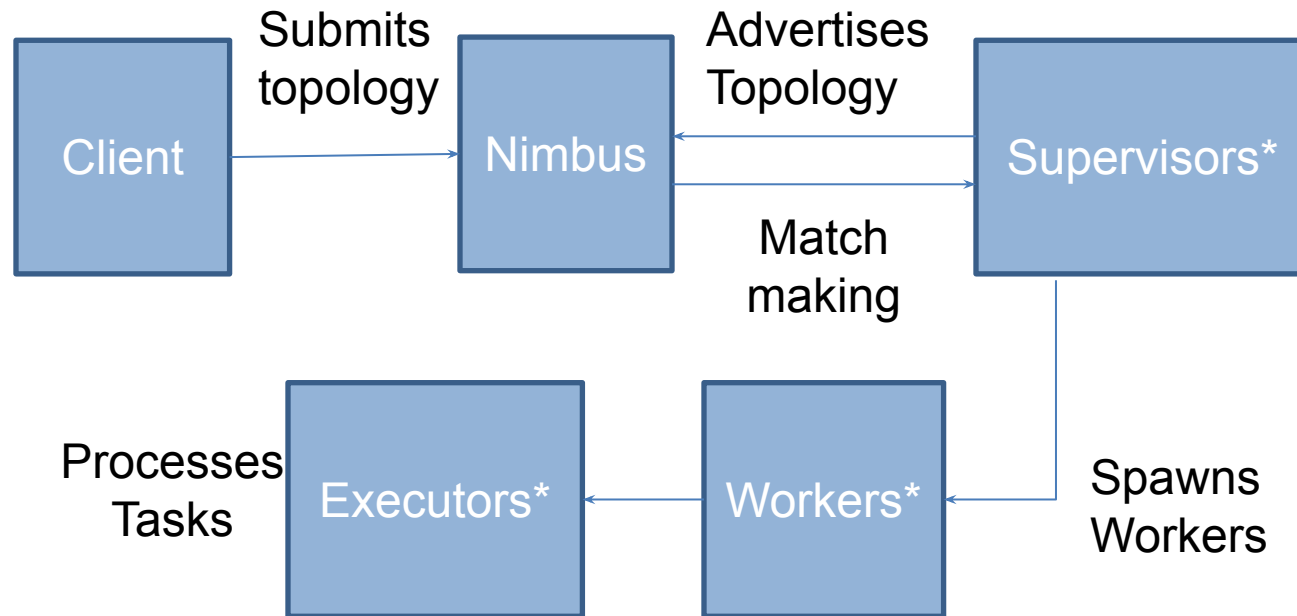 Submits
topology
Advertises
Topology
Client
Nimbus
Supervisors*
Match
making
Processes
Tasks
Executors*
Workers*
Spawns
Workers